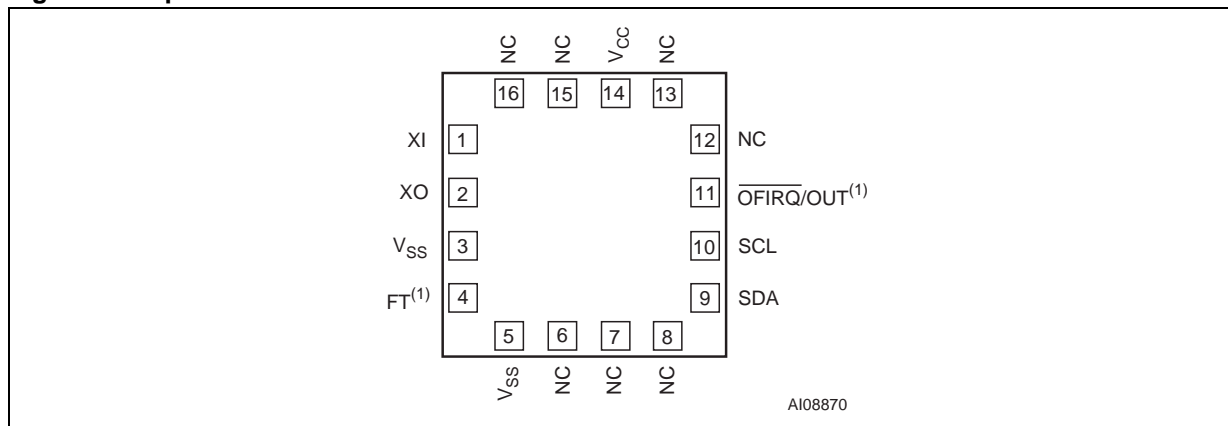 NC NC VCC NC
16 15 14 13
XI 1 12 NC
XO 2 11 OFIRQ/OUT(1)
VSS 3 10 SCL
FT(1) 4 9 SDA
5 6 7 8
VSS NC NC NC
AI08870